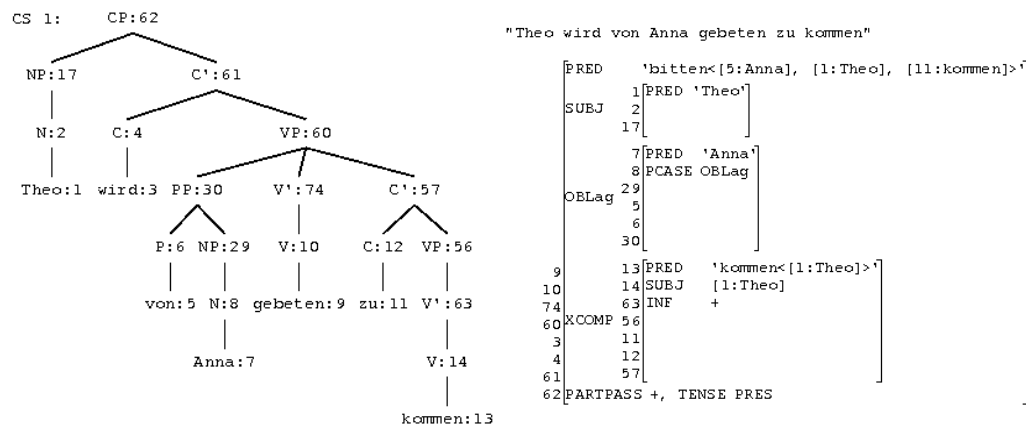 CS 1: CP:62
NP:17 C':61
N:2 C:4 VP:60
Theo:1 wird:3 PP:30 V':74 C':57
P:6 NP:29 V:10 C:12 VP:56
von:5 N:8 gebeten:9 zu:11 V':63
Anna:7 V:14
kommen:13
"Theo wird von Anna gebeten zu kommen"
PRED 'bitten<[5:Anna], [1:Theo], [11:kommen]>'
1 PRED 'Theo'
SUBJ 2
17
7 PRED 'Anna'
8 PCASE OBLag
OBLag 29
5
6
30
9 13 PRED 'kommen<[1:Theo]>'
10 14 SUBJ [1:Theo]
74 63 INF +
60 XCOMP 56
3 11
4 12
61 57
62 PARTPASS +, TENSE PRES